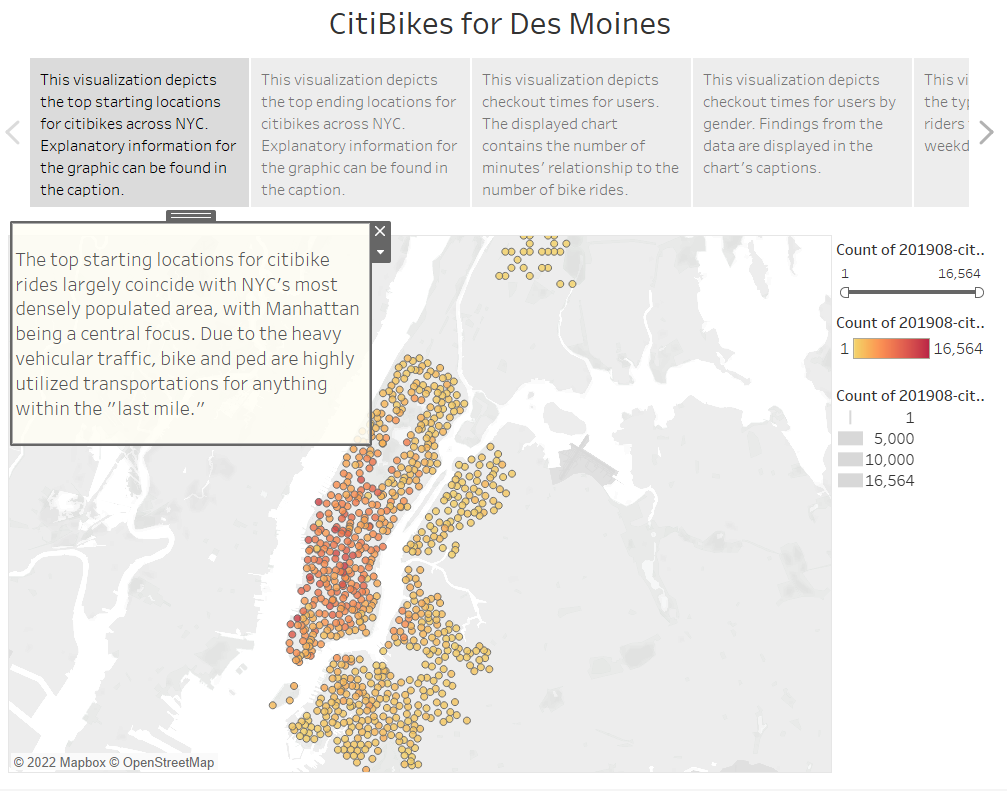 CitiBikes for Des Moines
This visualization depicts
the top starting locations
for citibikes across NYC.
Explanatory information for
the graphic can be found in
the caption.
This visualization depicts
the top ending locations for
citibikes across NYC.
Explanatory information for
the graphic can be found in
the caption.
This visualization depicts
checkout times for users.
The displayed chart
contains the number of
minutes’ relationship to the
number of bike rides.
This visualization depicts
checkout times for users by
gender. Findings from the
data are displayed in the
chart’s captions.
This vi
the typ
riders
weekd
The top starting locations for citibike
rides largely coincide with NYC’s most
densely populated area, with Manhattan
being a central focus. Due to the heavy
vehicular traffic, bike and ped are highly
utilized transportations for anything
within the ”last mile.”
Count of 201908-cit..
1 16,564
Count of 201908-cit..
1 16,564
Count of 201908-cit..
1
5,000
10,000
16,564
© 2022 Mapbox © OpenStreetMap